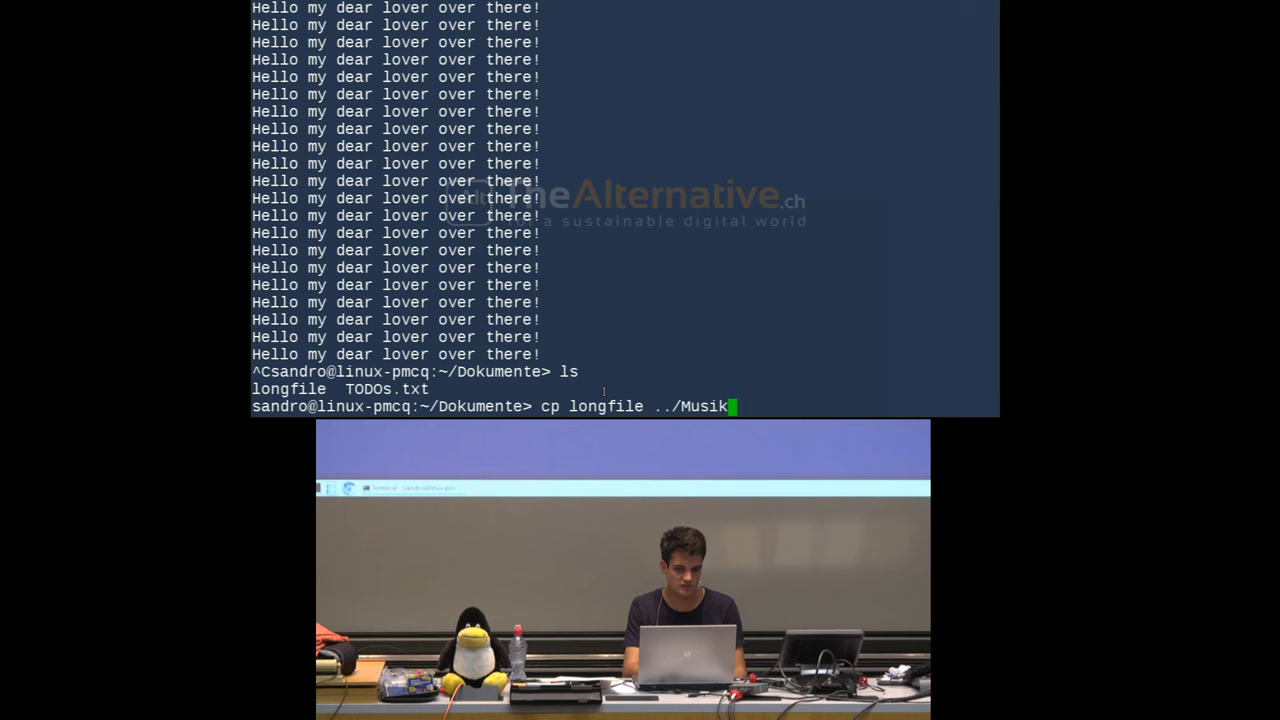 Hello my dear lover over there!
Hello my dear lover over there!
Hello my dear lover over there!
Hello my dear lover over there!
Hello my dear lover over there!
Hello my dear lover over there!
Hello my dear lover over there!
Hello my dear lover over there!
Hello my dear lover over there!
Hello my dear lover over there!
Hello my dear lover over there!
TheAlternative.ch
Hello my dear lover over there!
Hello my dear lover over there!
for a sustainable digital world
Hello my dear lover over there!
Hello my dear lover over there!
Hello my dear lover over there!
Hello my dear lover over there!
Hello my dear lover over there!
Hello my dear lover over there!
Hello my dear lover over there!
Hello my dear lover over there!
^Csandro@linux-pmcq:~/Dokumente> ls
longfile  TODOs.txt
sandro@linux-pmcq:~/Dokumente> cp longfile ../Musik